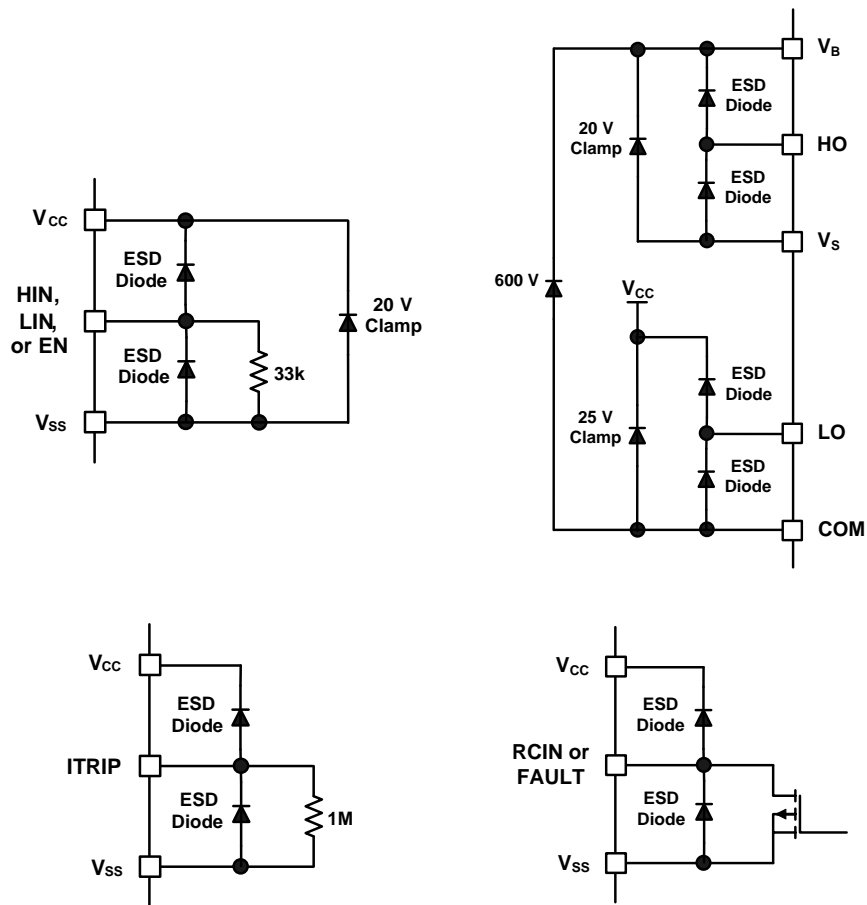 VB
ESD
Diode
20 V
Clamp
HO
ESD
Diode
VS
600 V
VCC
ESD
Diode
25 V
Clamp
LO
ESD
Diode
COM
VCC
ESD
Diode
HIN,
LIN,
or EN
20 V
Clamp
ESD
Diode
33k
VSS
VCC
ESD
Diode
ITRIP
ESD
Diode
1M
VSS
VCC
ESD
Diode
RCIN or
FAULT
ESD
Diode
VSS